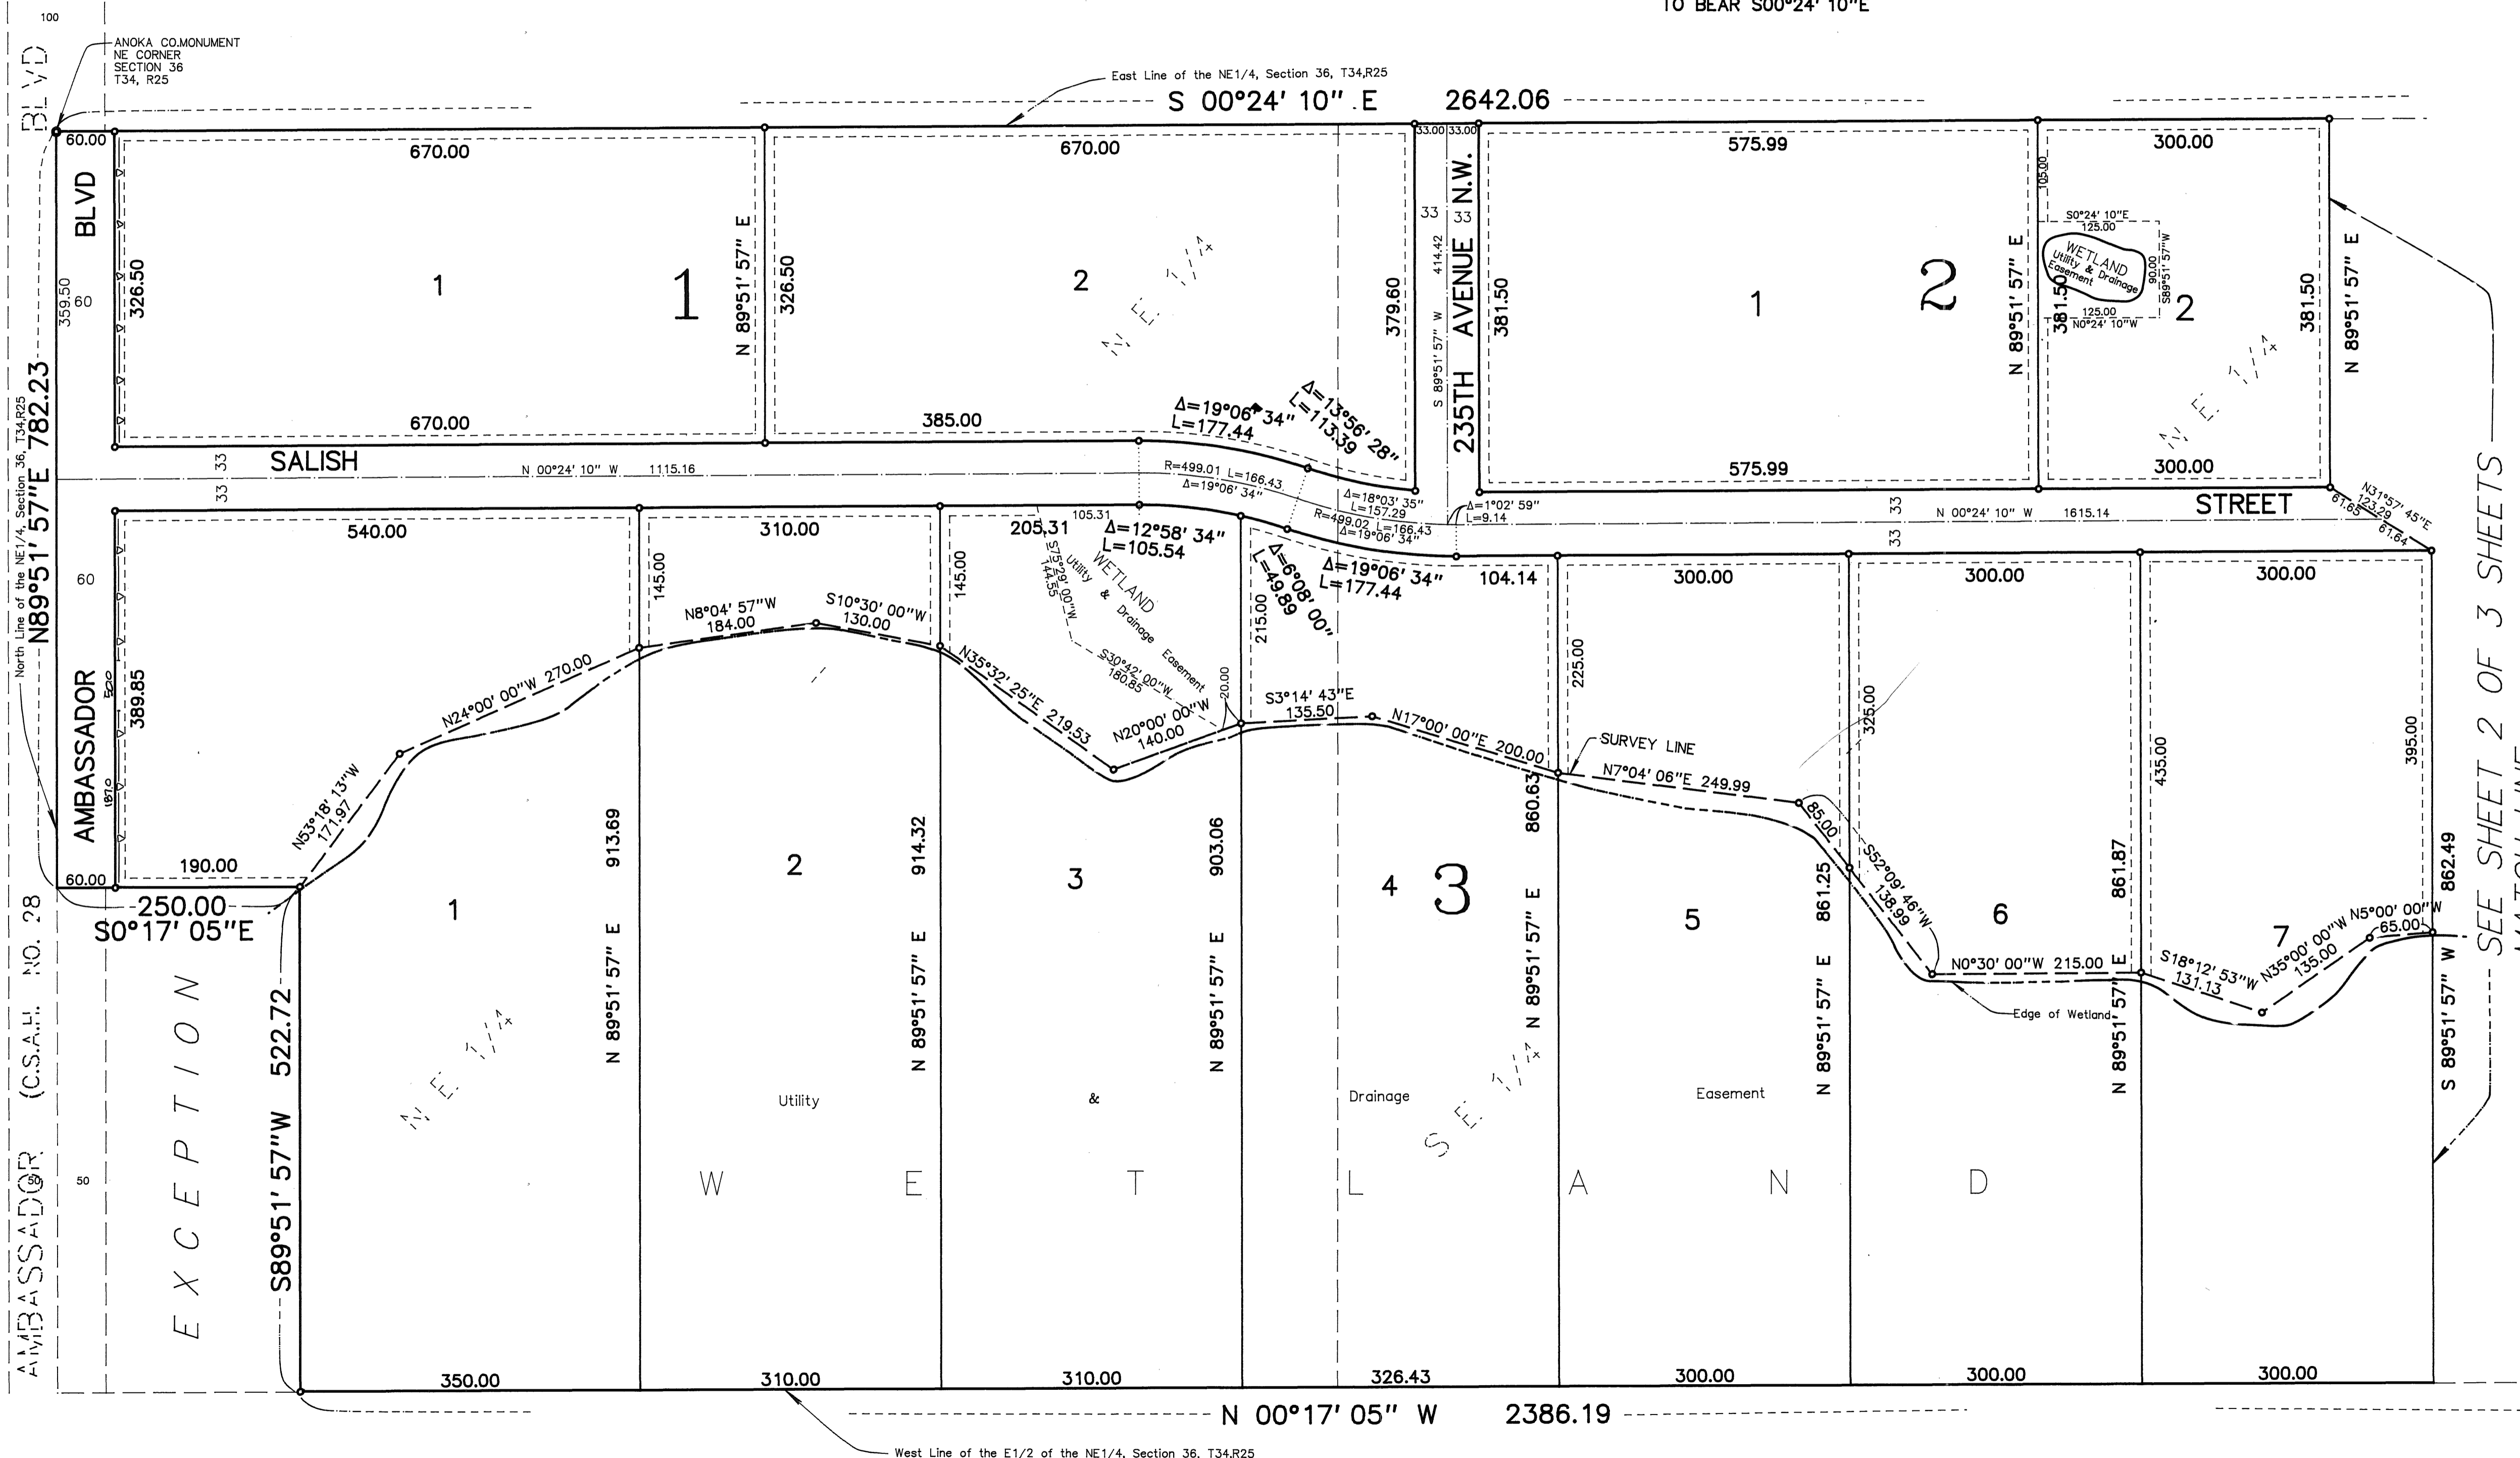 TO BEAR S00°24' 10"E
100
BLVD
ANOKA CO.MONUMENT
NE CORNER
SECTION 36
T34, R25
East Line of the NE1/4, Section 36, T34,R25
S 00°24' 10" E 2642.06
60.00
670.00
670.00
33.00 33.00
575.99
300.00
BLVD
359.50
60
326.50
1
1
N 89°51' 57" E
326.50
2
N E 1/4
379.60
33
33
414.42
S 89°51' 57" W
235TH AVENUE N.W.
381.50
1
2
N 89°51' 57" E
105.00
S0°24' 10"E
125.00
WETLAND
Utility & Drainage
Easement
90.00
S89°51' 57"W
381.50
125.00
N0°24' 10"W
2
N E 1/4
381.50
N 89°51' 57" E
North Line of the NE1/4, Section 36, T34,R25
N89°51' 57"E 782.23
670.00
385.00
Δ=19°06' 34"
L=177.44
Δ=13°56' 28"
L=113.39
575.99
300.00
33
33
SALISH
N 00°24' 10" W 1115.16
R=499.01 L=166.43
Δ=19°06' 34"
Δ=18°03' 35"
L=157.29
R=499.02 L=166.43
Δ=19°06' 34"
Δ=1°02' 59"
L=9.14
33
33
N 00°24' 10" W 1615.14
STREET
N31°57' 45"E
123.29
61.65
61.64
540.00
310.00
205.31
105.31
Δ=12°58' 34"
L=105.54
Δ=6°08' 00"
L=49.89
Δ=19°06' 34"
L=177.44
104.14
300.00
300.00
300.00
60
AMBASSADOR
389.85
145.00
N8°04' 57"W
184.00
S10°30' 00"W
130.00
145.00
S75°29' 00"W
144.55
WETLAND
Utility & Drainage Easement
S30°42' 00"W
180.85
20.00
215.00
N24°00' 00"W 270.00
N35°32' 25"E 219.53
N20°00' 00"W
140.00
S3°14' 43"E
135.50
N17°00' 00"E 200.00
225.00
SURVEY LINE
N7°04' 06"E 249.99
325.00
435.00
395.00
N53°18' 13"W
171.97
85.00
S52°09' 46"W
138.99
60.00
190.00
250.00
S0°17' 05"E
1
N 89°51' 57" E 913.69
2
N 89°51' 57" E 914.32
3
N 89°51' 57" E 903.06
4
3
N 89°51' 57" E 860.63
5
N 89°51' 57" E 861.25
6
N0°30' 00"W 215.00
Edge of Wetland
N 89°51' 57" E 861.87
7
S18°12' 53"W
131.13
N35°00' 00"W
135.00
N5°00' 00"W
65.00
S 89°51' 57" W 862.49
SEE SHEET 2 OF 3 SHEETS
AMBASSADOR (C.S.A.H. NO. 28
50
50
EXCEPTION
S89°51' 57"W 522.72
N E 1/4
Utility & Drainage Easement
S E 1/4
W E T L A N D
350.00
310.00
310.00
326.43
300.00
300.00
300.00
N 00°17' 05" W 2386.19
West Line of the E1/2 of the NE1/4, Section 36, T34,R25